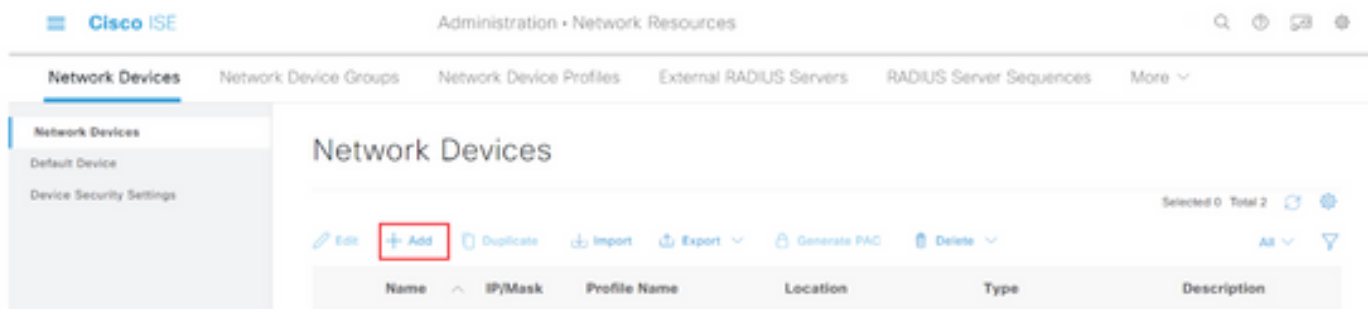 Cisco ISE
Administration • Network Resources
Network Devices Network Device Groups Network Device Profiles External RADIUS Servers RADIUS Server Sequences More
Network Devices
Default Device
Device Security Settings
Network Devices
Selected 0 Total 2
Edit Add Duplicate Import Export Generate PAC Delete All
Name IP/Mask Profile Name Location Type Description